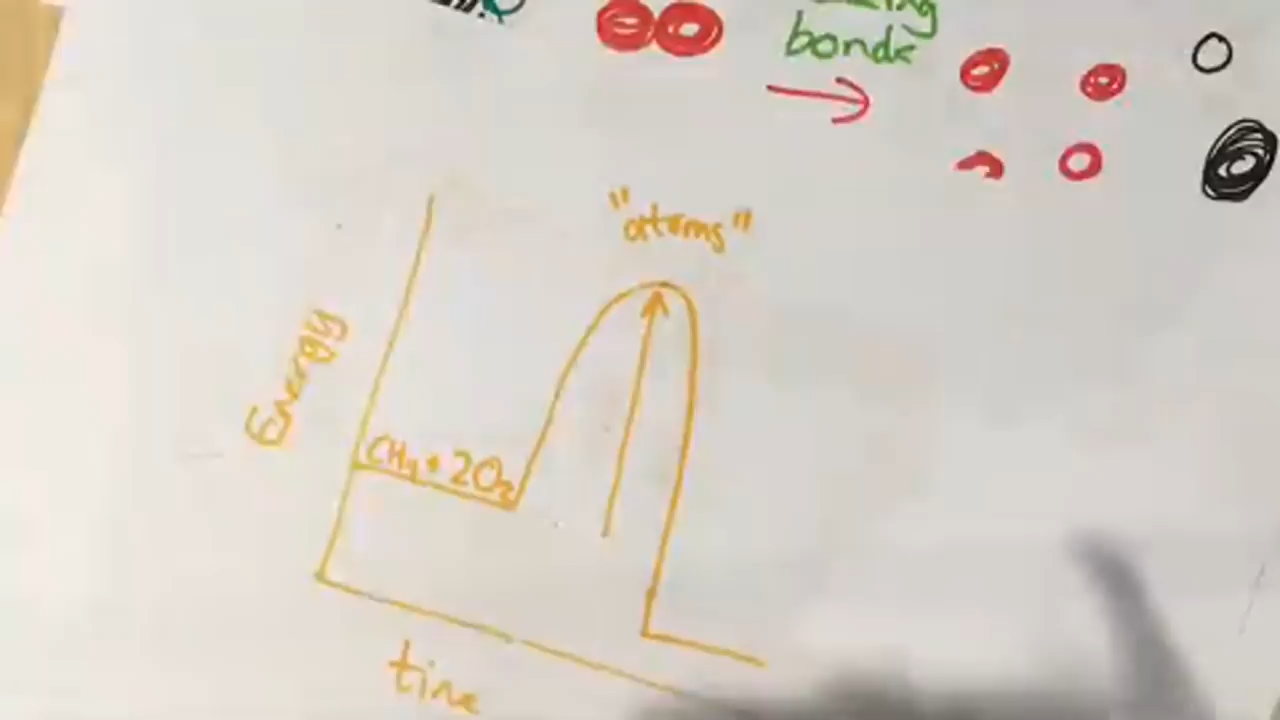 bonds
"atoms"
Energy
CH₄ + 2O₂
time